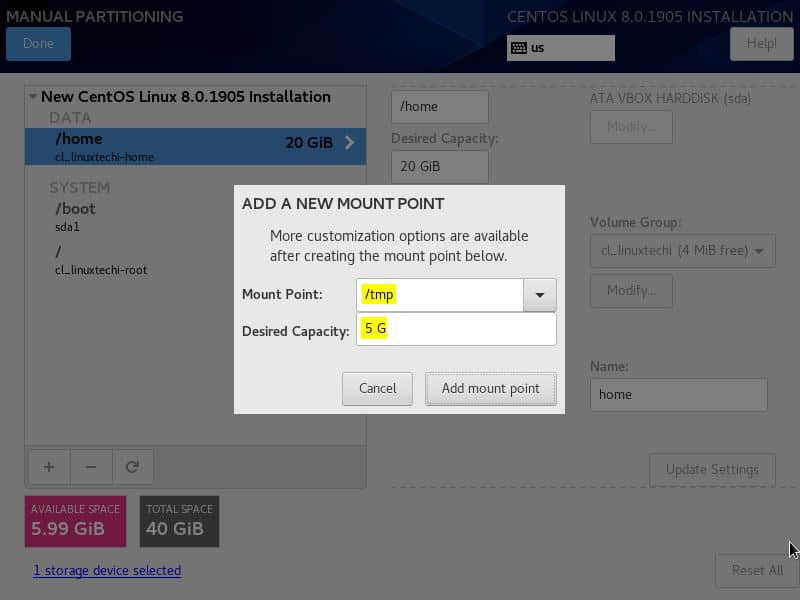 MANUAL PARTITIONING
CENTOS LINUX 8.0.1905 INSTALLATION
Done
us
Help!
New CentOS Linux 8.0.1905 Installation
DATA
/home
20 GiB
cl_linuxtechi-home
SYSTEM
/boot
sda1
/
cl_linuxtechi-root
/home
Desired Capacity:
20 GiB
ATA VBOX HARDDISK (sda)
Modify...
Volume Group:
cl_linuxtechi (4 MiB free)
Modify...
Name:
home
Update Settings
ADD A NEW MOUNT POINT
More customization options are available
after creating the mount point below.
Mount Point: /tmp
Desired Capacity: 5 G
Cancel
Add mount point
AVAILABLE SPACE
5.99 GiB
TOTAL SPACE
40 GiB
1 storage device selected
Reset All